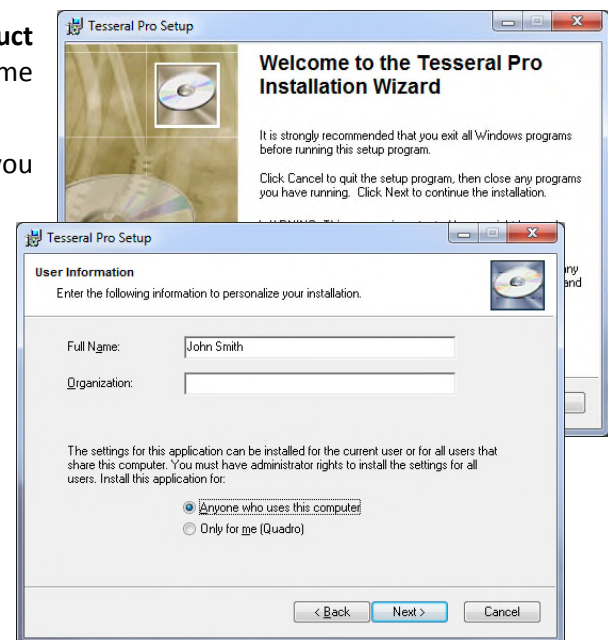 uct
me
you
Tesseral Pro Setup
Welcome to the Tesseral Pro
Installation Wizard
It is strongly recommended that you exit all Windows programs
before running this setup program.
Click Cancel to quit the setup program, then close any programs
you have running. Click Next to continue the installation.
ny
and
Tesseral Pro Setup
User Information
Enter the following information to personalize your installation.
Full Name: John Smith
Organization:
The settings for this application can be installed for the current user or for all users that
share this computer. You must have administrator rights to install the settings for all
users. Install this application for:
Anyone who uses this computer
Only for me (Quadro)
< Back Next > Cancel